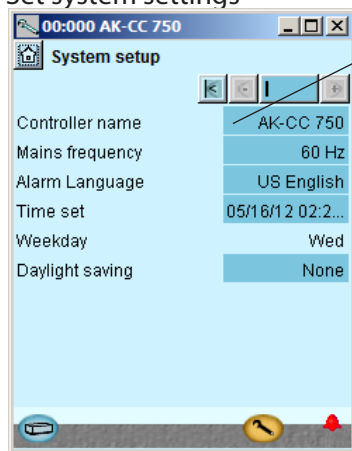 Set system settings
00:000 AK-CC 750
System setup
Controller name AK-CC 750
Mains frequency 60 Hz
Alarm Language US English
Time set 05/16/12 02:2...
Weekday Wed
Daylight saving None